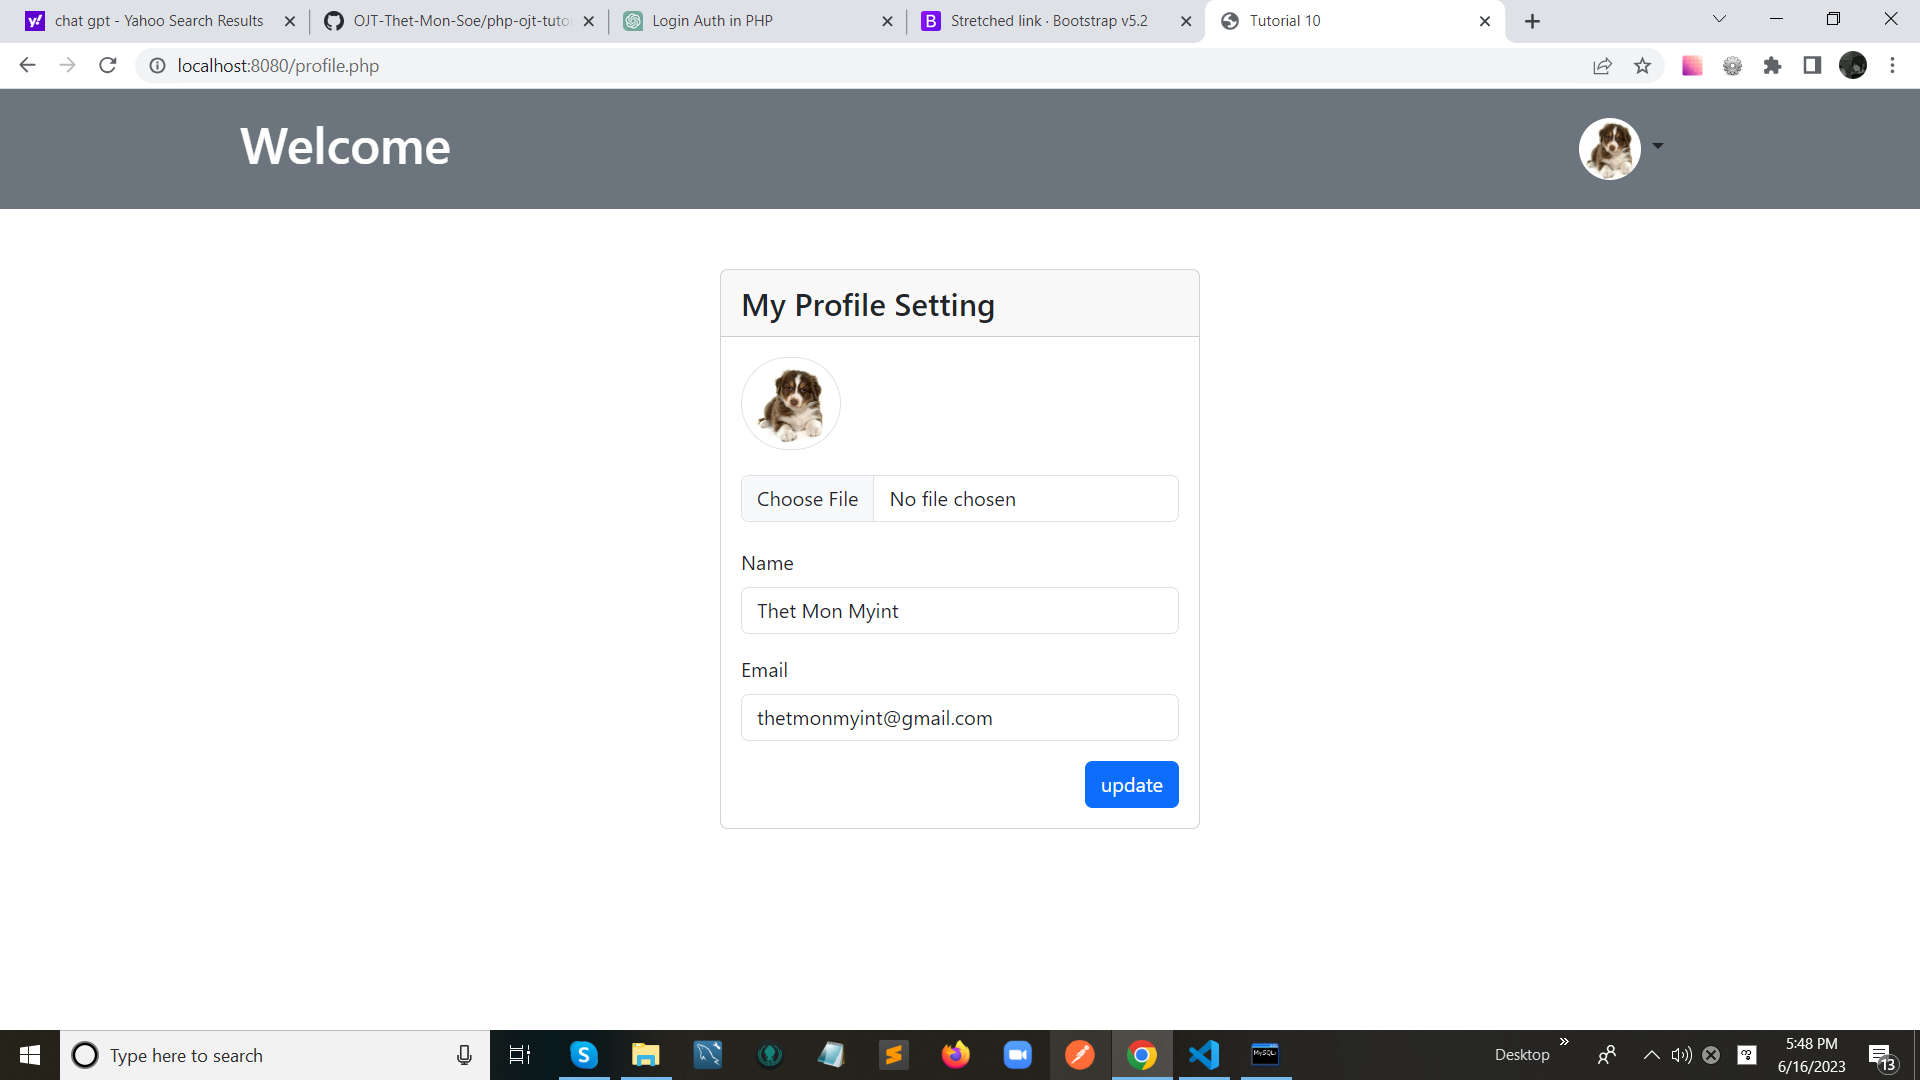 chat gpt - Yahoo Search Results
OJT-Thet-Mon-Soe/php-ojt-tuto
Login Auth in PHP
Stretched link · Bootstrap v5.2
Tutorial 10
localhost:8080/profile.php
Welcome
My Profile Setting
Choose File No file chosen
Name
Thet Mon Myint
Email
thetmonmyint@gmail.com
update
Type here to search
MySQL
Desktop
5:48 PM
6/16/2023
13